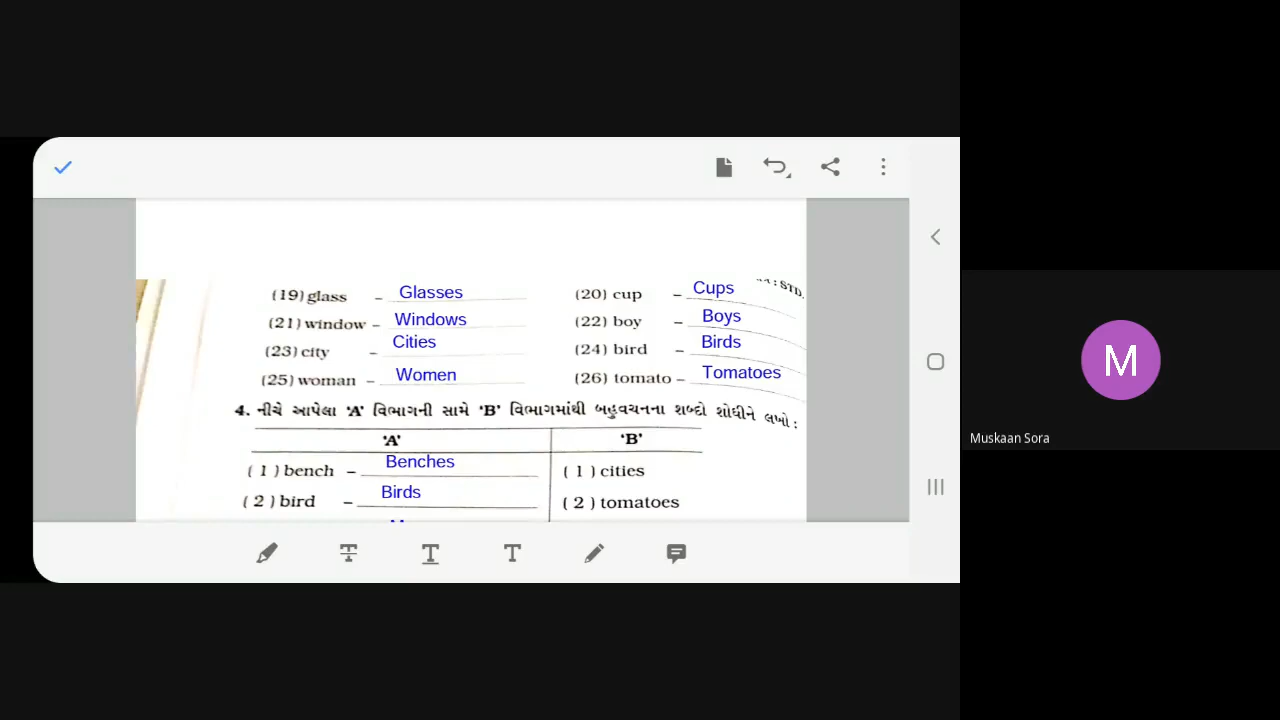 : STD.
(19) glass – Glasses (20) cup – Cups
(21) window – Windows (22) boy – Boys
(23) city – Cities (24) bird – Birds
(25) woman – Women (26) tomato – Tomatoes
4. નીચે આપેલા 'A' વિભાગની સામે 'B' વિભાગમાંથી બહુવચનના શબ્દો શોધીને લખો :
'A' 'B'
( 1 ) bench – Benches ( 1 ) cities
( 2 ) bird – Birds ( 2 ) tomatoes
M
Muskaan Sora